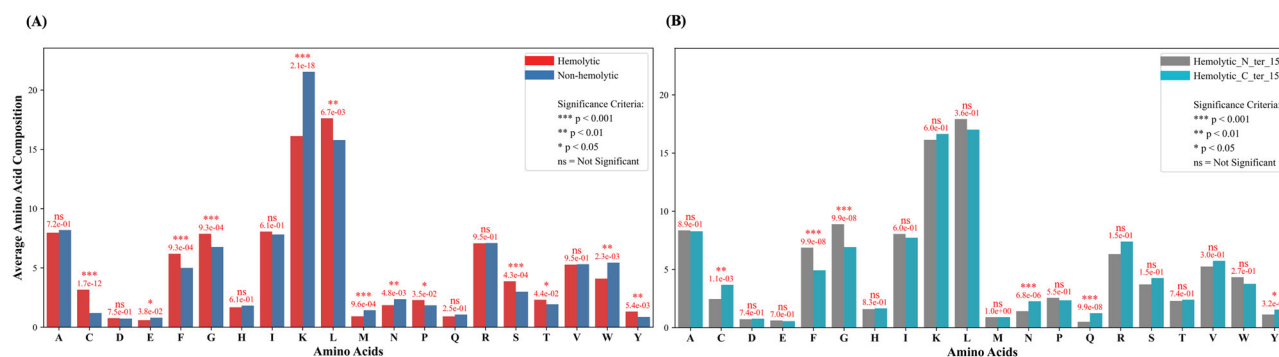 (A)
Average Amino Acid Composition
20
15
10
5
0
Hemolytic
Non-hemolytic
Significance Criteria:
*** p < 0.001
** p < 0.01
* p < 0.05
ns = Not Significant
ns
7.2e-01
***
1.7e-12
ns
7.5e-01
*
3.8e-02
***
9.3e-04
***
9.3e-04
ns
6.1e-01
ns
6.1e-01
***
2.1e-18
**
6.7e-03
***
9.6e-04
**
4.8e-03
*
3.5e-02
ns
2.5e-01
ns
9.5e-01
***
4.3e-04
*
4.4e-02
ns
9.5e-01
**
2.3e-03
**
5.4e-03
A C D E F G H I K L M N P Q R S T V W Y
Amino Acids
(B)
20
15
10
5
0
Hemolytic_N_ter_15
Hemolytic_C_ter_15
Significance Criteria:
*** p < 0.001
** p < 0.01
* p < 0.05
ns = Not Significant
ns
8.9e-01
**
1.1e-03
ns
7.4e-01
ns
7.0e-01
***
9.9e-08
***
9.9e-08
ns
8.3e-01
ns
6.0e-01
ns
6.0e-01
ns
3.6e-01
ns
1.0e+00
***
6.8e-06
ns
5.5e-01
***
9.9e-08
ns
1.5e-01
ns
1.5e-01
ns
7.4e-01
ns
3.0e-01
ns
2.7e-01
*
3.2e-
A C D E F G H I K L M N P Q R S T V W Y
Amino Acids